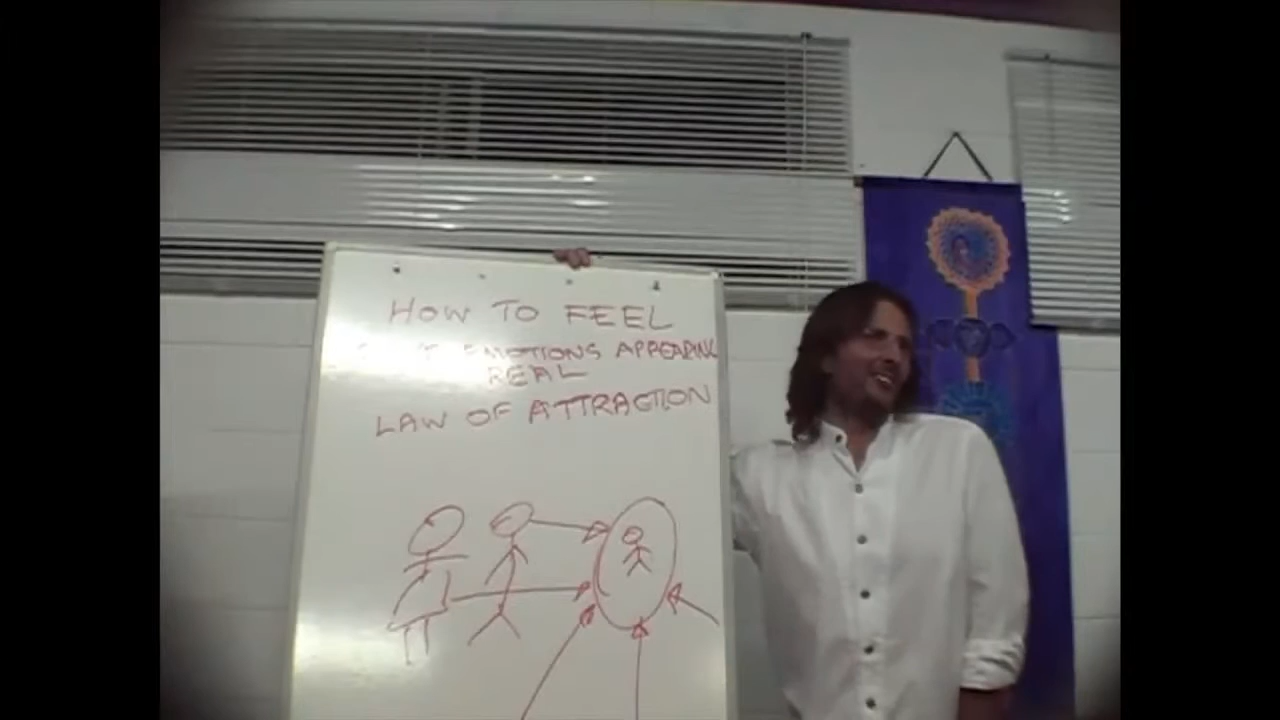 HOW TO FEEL
EMOTIONS APPEARING
REAL
LAW OF ATTRACTION